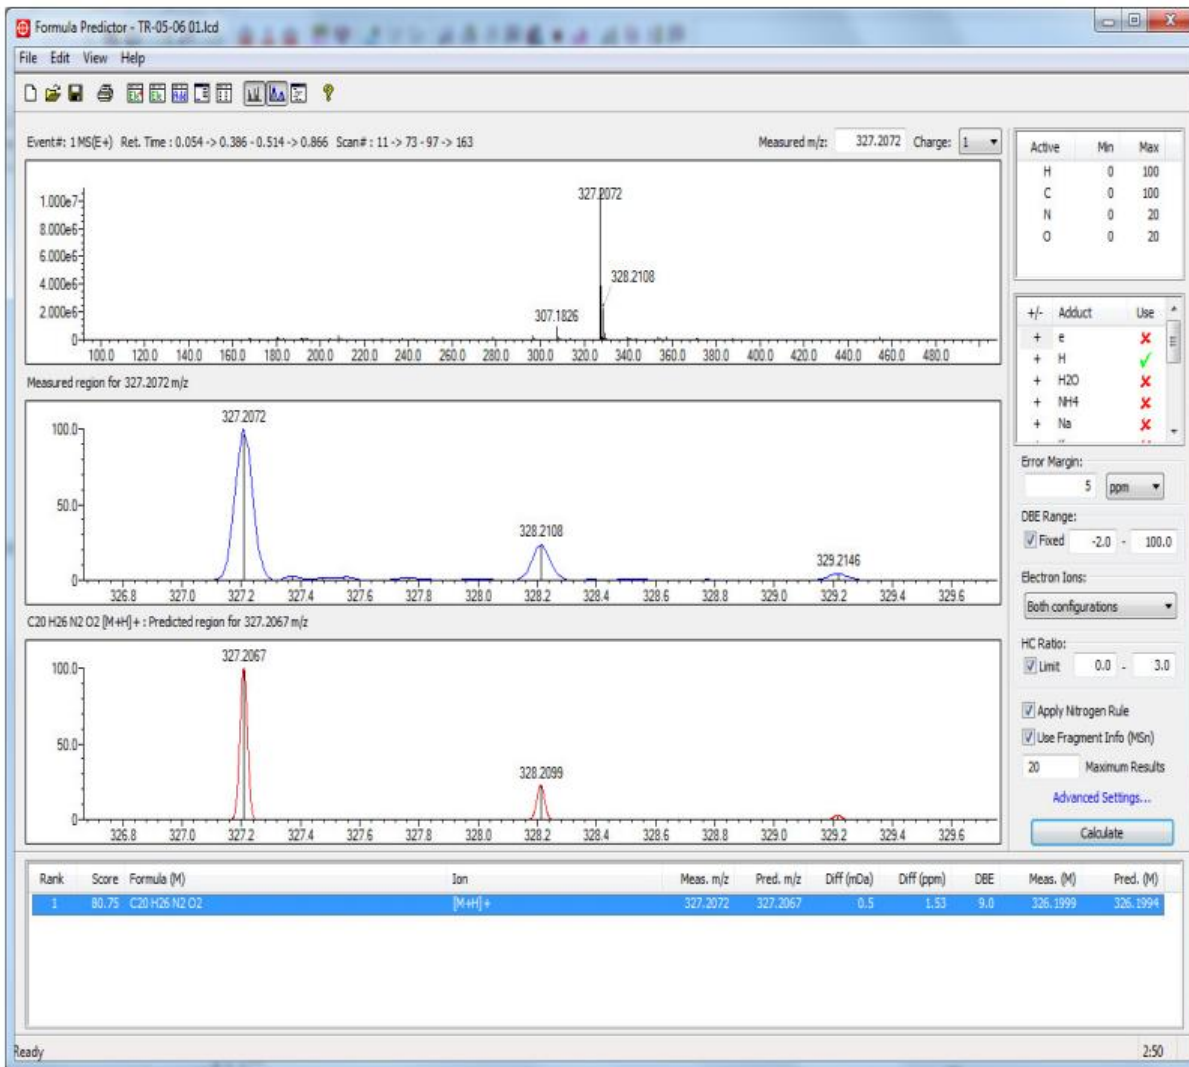 Formula Predictor - TR-05-06 01.lcd
File Edit View Help
Event#: 1 MS(E+) Ret. Time : 0.054 -> 0.386 - 0.514 -> 0.866 Scan# : 11 -> 73 - 97 -> 163
Measured m/z: 327.2072 Charge: 1
1.000e7
8.000e6
6.000e6
4.000e6
2.000e6
0
327.2072
328.2108
307.1826
100.0 120.0 140.0 160.0 180.0 200.0 220.0 240.0 260.0 280.0 300.0 320.0 340.0 360.0 380.0 400.0 420.0 440.0 460.0 480.0
Measured region for 327.2072 m/z
327.2072
100.0
50.0
0
328.2108
329.2146
326.8 327.0 327.2 327.4 327.6 327.8 328.0 328.2 328.4 328.6 328.8 329.0 329.2 329.4 329.6
C20 H26 N2 O2 [M+H]+ : Predicted region for 327.2067 m/z
327.2067
100.0
50.0
0
328.2099
326.8 327.0 327.2 327.4 327.6 327.8 328.0 328.2 328.4 328.6 328.8 329.0 329.2 329.4 329.6
Active Min Max
H 0 100
C 0 100
N 0 20
O 0 20
+/- Adduct Use
+ e
+ H
+ H2O
+ NH4
+ Na
Error Margin:
5 ppm
DBE Range:
Fixed -2.0 - 100.0
Electron Ions:
Both configurations
HC Ratio:
Limit 0.0 - 3.0
Apply Nitrogen Rule
Use Fragment Info (MSn)
20 Maximum Results
Advanced Settings...
Calculate
Rank Score Formula (M) Ion Meas. m/z Pred. m/z Diff (mDa) Diff (ppm) DBE Meas. (M) Pred. (M)
1 80.75 C20 H26 N2 O2 [M+H]+ 327.2072 327.2067 0.5 1.53 9.0 326.1999 326.1994
Ready
2:50